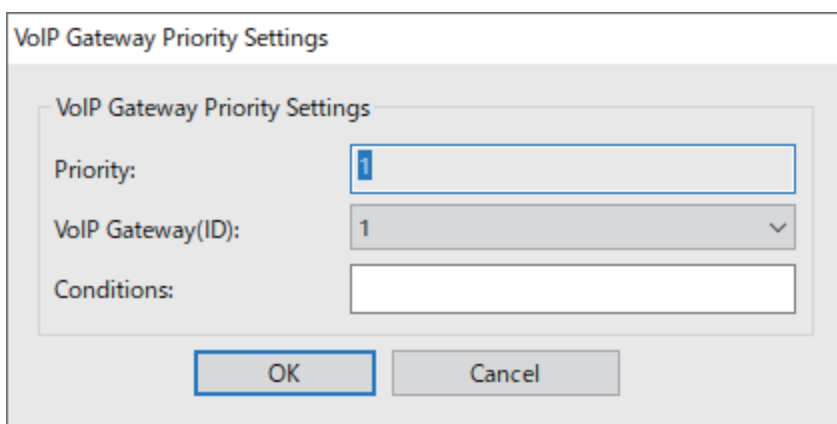 VoIP Gateway Priority Settings
VoIP Gateway Priority Settings
Priority: 1
VoIP Gateway(ID): 1
Conditions:
OK Cancel